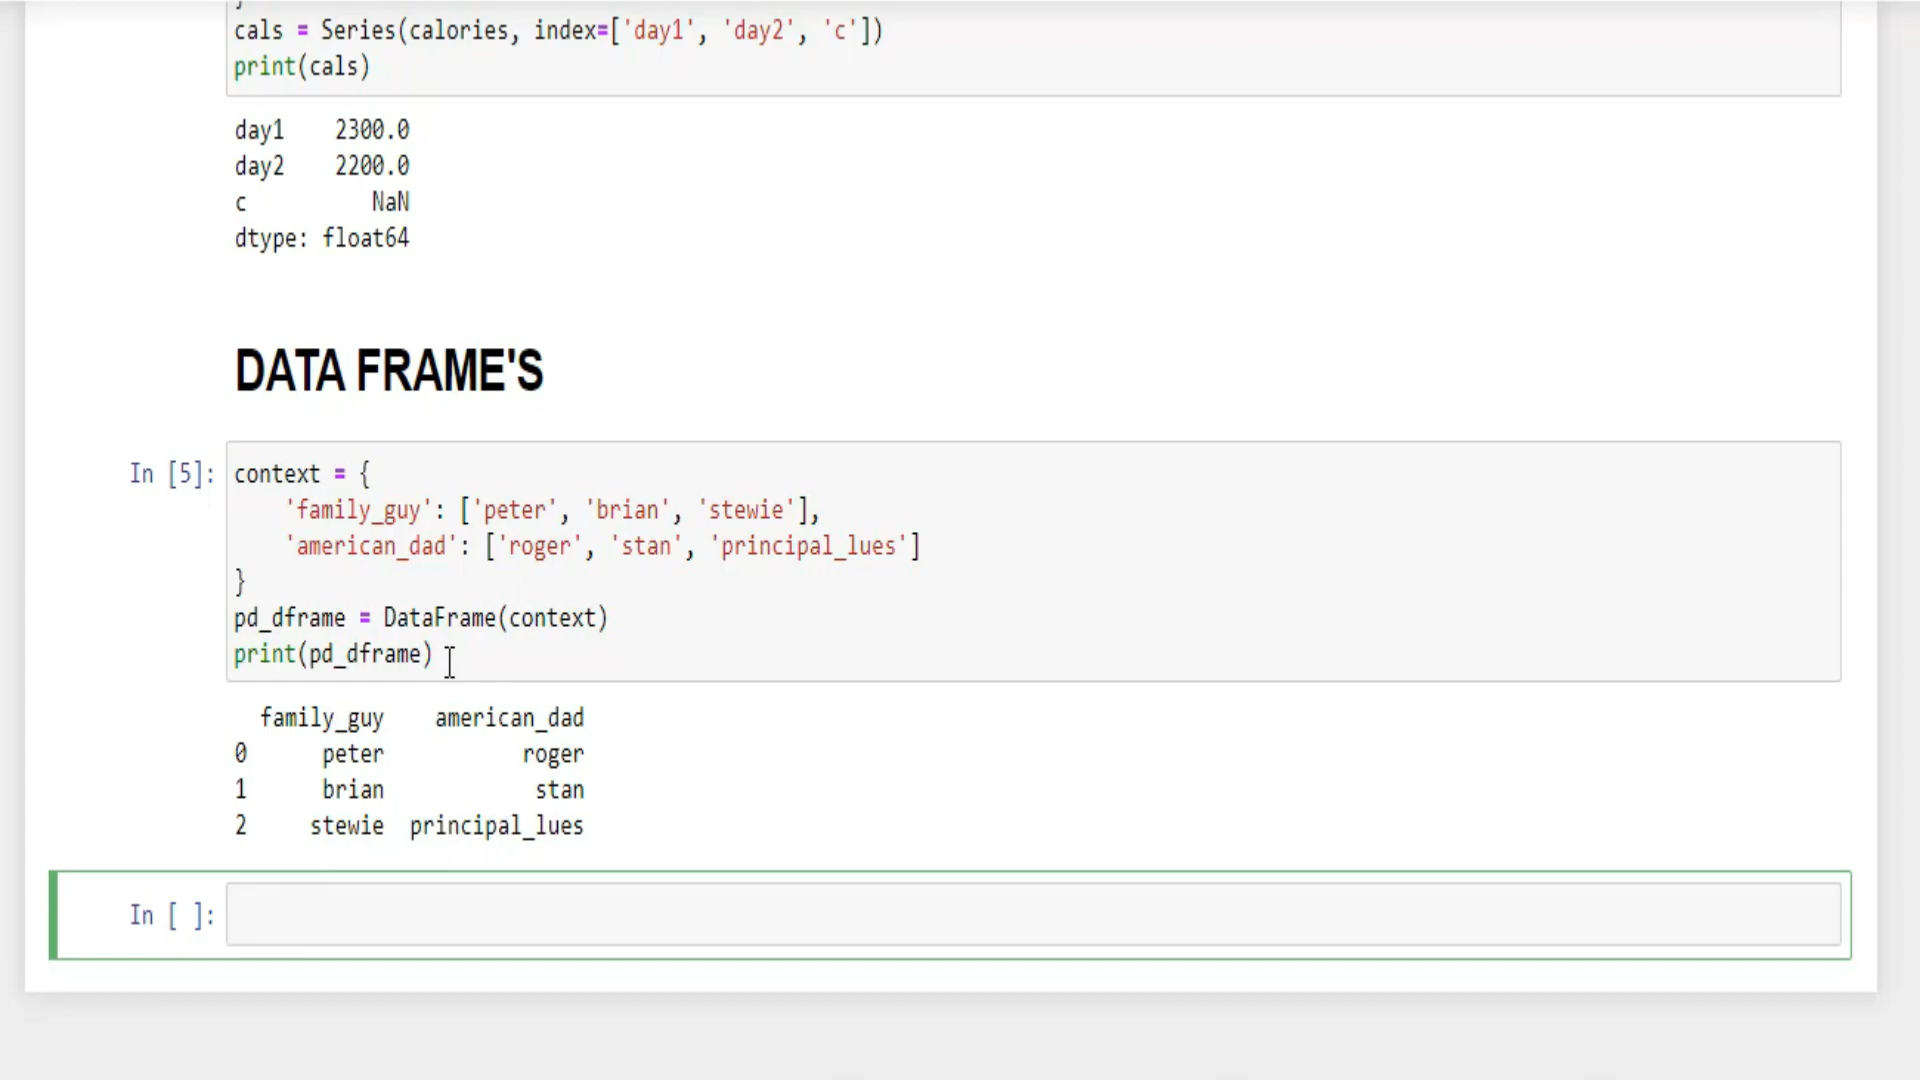 }
cals = Series(calories, index=['day1', 'day2', 'c'])
print(cals)
day1    2300.0
day2    2200.0
c          NaN
dtype: float64
DATA FRAME'S
In [5]: context = {
    'family_guy': ['peter', 'brian', 'stewie'],
    'american_dad': ['roger', 'stan', 'principal_lues']
}
pd_dframe = DataFrame(context)
print(pd_dframe)
  family_guy    american_dad
0      peter           roger
1      brian            stan
2     stewie  principal_lues
In [ ]: